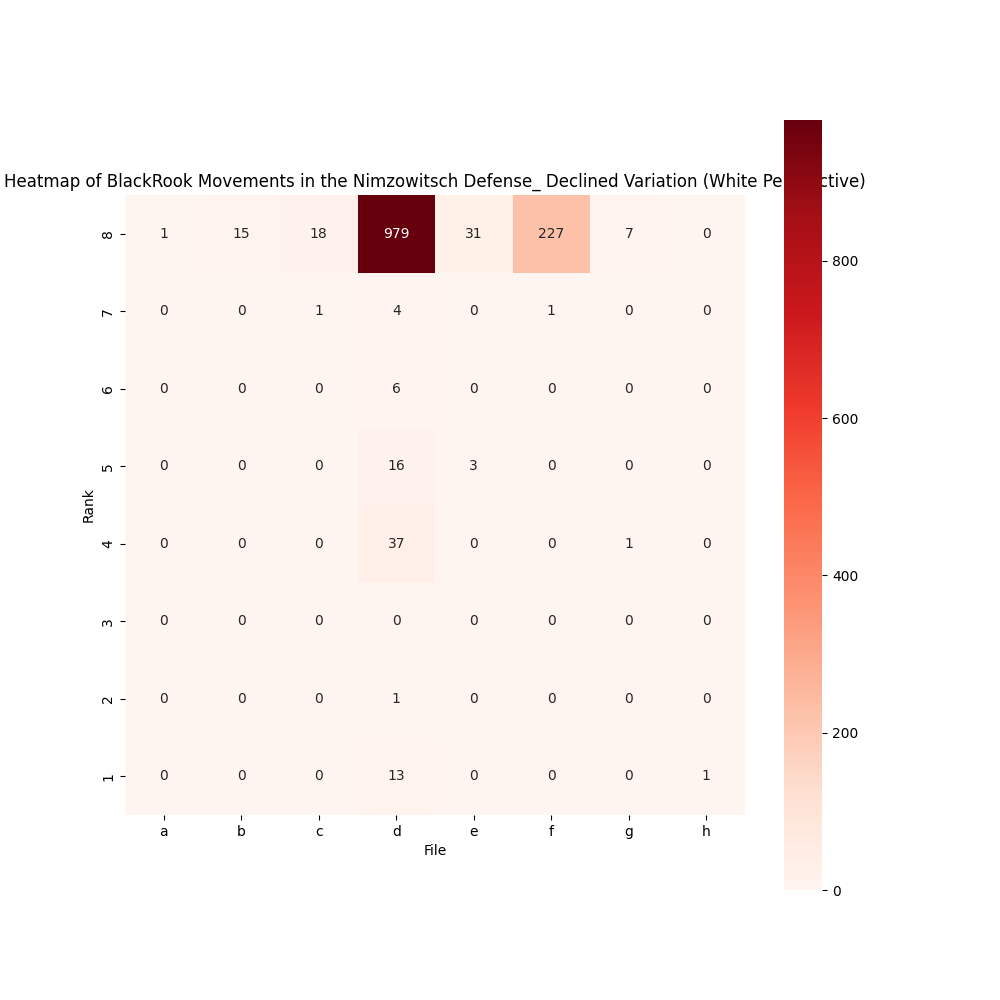 Heatmap of BlackRook Movements in the Nimzowitsch Defense_ Declined Variation (White Pe ctive)
8 1 15 18 979 31 227 7 0
7 0 0 1 4 0 1 0 0
6 0 0 0 6 0 0 0 0
5 0 0 0 16 3 0 0 0
4 0 0 0 37 0 0 1 0
3 0 0 0 0 0 0 0 0
2 0 0 0 1 0 0 0 0
1 0 0 0 13 0 0 0 1
a b c d e f g h
File
Rank
800
600
400
200
0